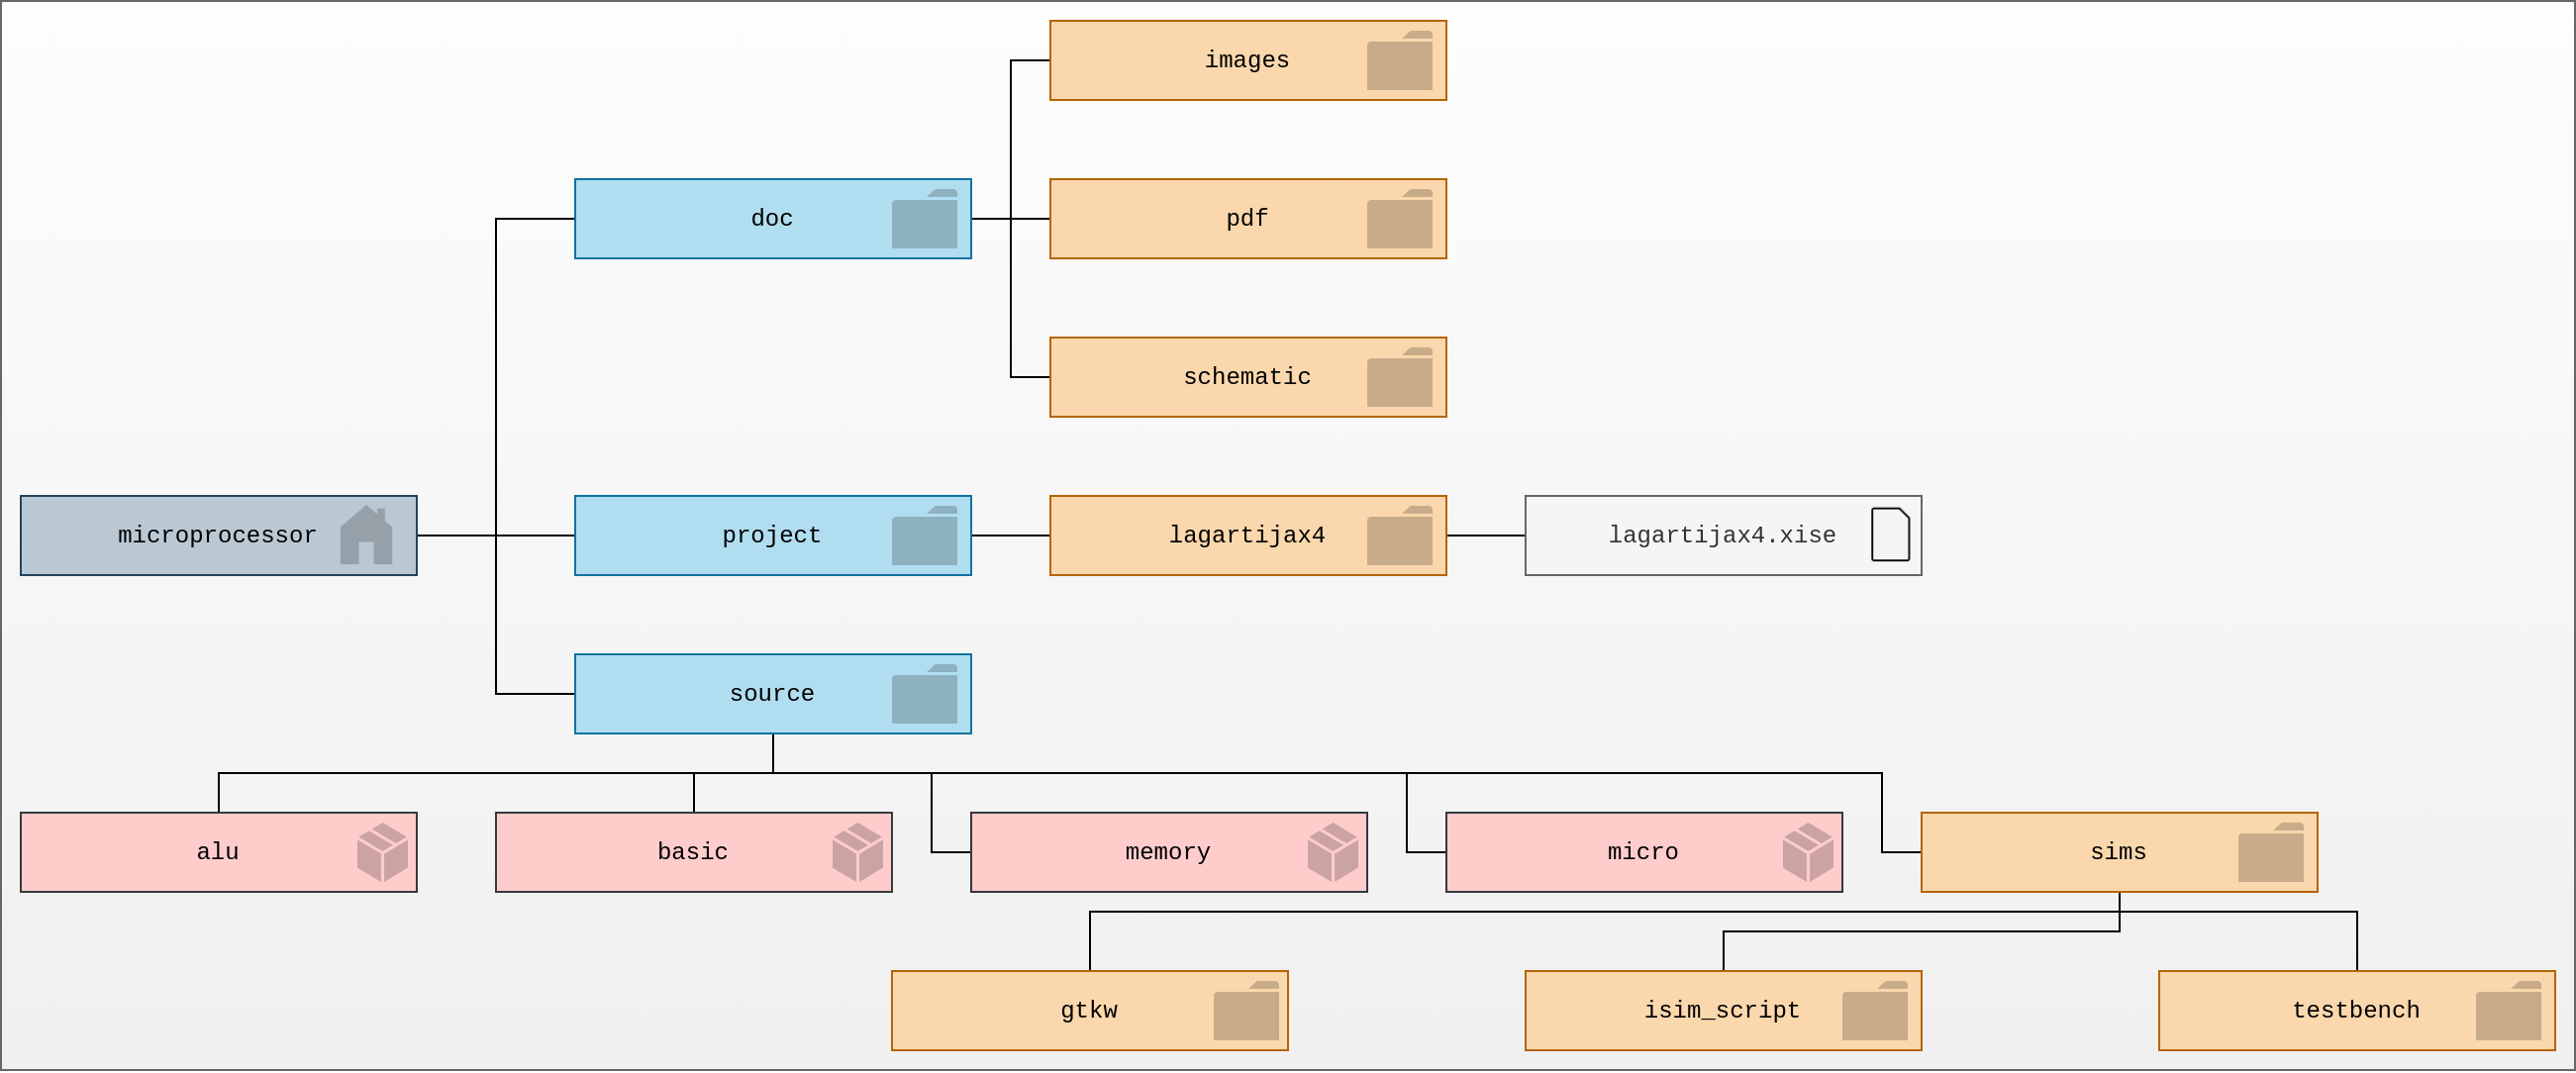 images
doc
pdf
schematic
microprocessor
project
lagartijax4
lagartijax4.xise
source
alu
basic
memory
micro
sims
gtkw
isim_script
testbench